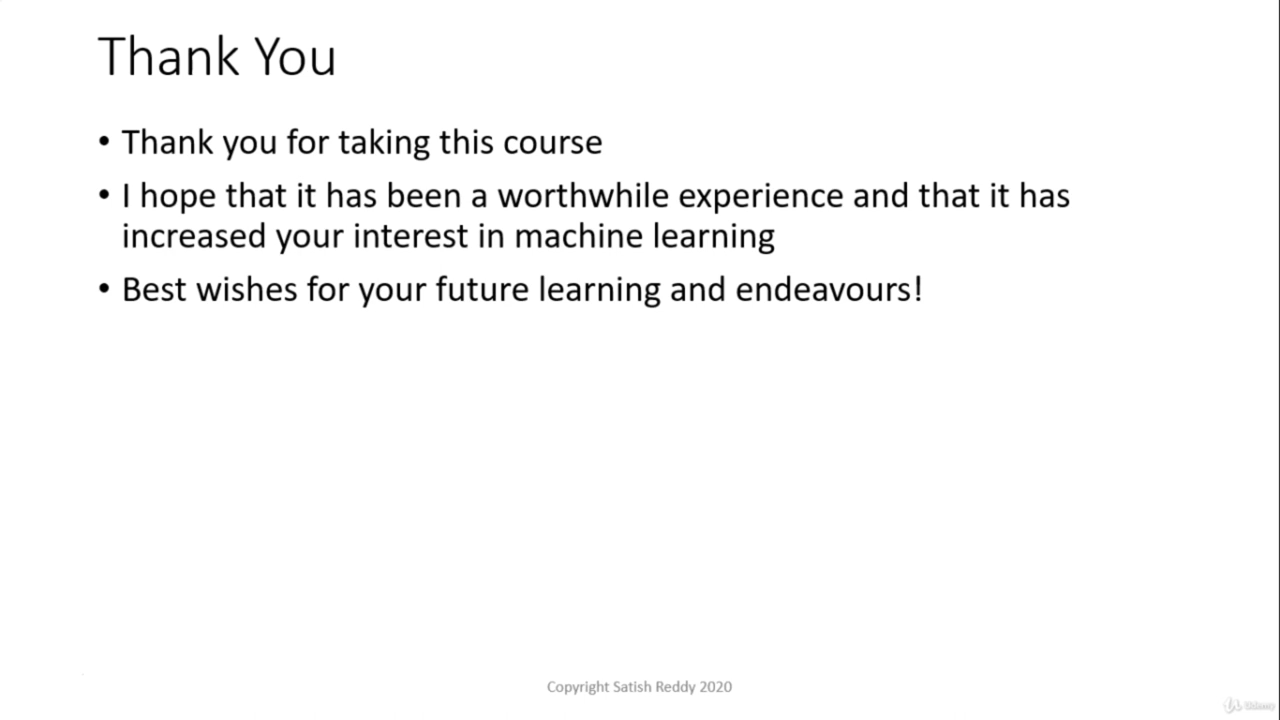 Thank You
• Thank you for taking this course
• I hope that it has been a worthwhile experience and that it has
increased your interest in machine learning
• Best wishes for your future learning and endeavours!
Copyright Satish Reddy 2020
Udemy